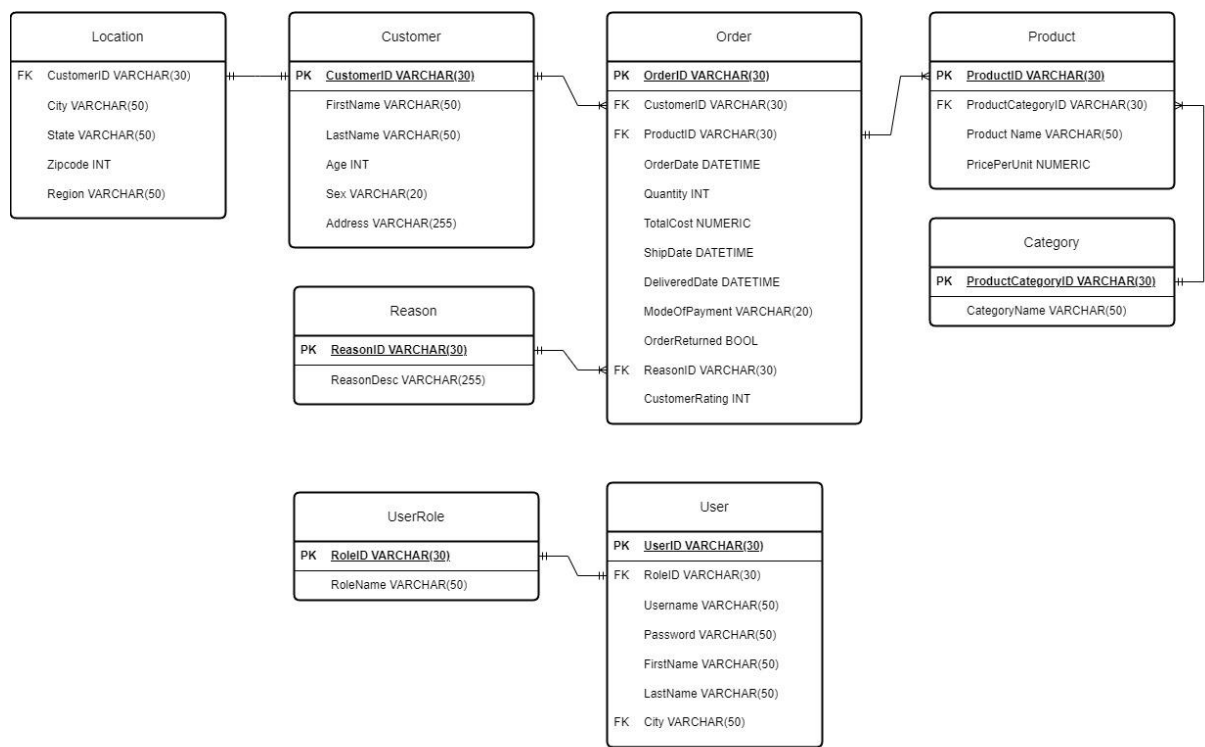 Location
FK CustomerID VARCHAR(30)
City VARCHAR(50)
State VARCHAR(50)
Zipcode INT
Region VARCHAR(50)
Customer
PK CustomerID VARCHAR(30)
FirstName VARCHAR(50)
LastName VARCHAR(50)
Age INT
Sex VARCHAR(20)
Address VARCHAR(255)
Order
PK OrderID VARCHAR(30)
FK CustomerID VARCHAR(30)
FK ProductID VARCHAR(30)
OrderDate DATETIME
Quantity INT
TotalCost NUMERIC
ShipDate DATETIME
DeliveredDate DATETIME
ModeOfPayment VARCHAR(20)
OrderReturned BOOL
FK ReasonID VARCHAR(30)
CustomerRating INT
Product
PK ProductID VARCHAR(30)
FK ProductCategoryID VARCHAR(30)
Product Name VARCHAR(50)
PricePerUnit NUMERIC
Category
PK ProductCategoryID VARCHAR(30)
CategoryName VARCHAR(50)
Reason
PK ReasonID VARCHAR(30)
ReasonDesc VARCHAR(255)
UserRole
PK RoleID VARCHAR(30)
RoleName VARCHAR(50)
User
PK UserID VARCHAR(30)
FK RoleID VARCHAR(30)
Username VARCHAR(50)
Password VARCHAR(50)
FirstName VARCHAR(50)
LastName VARCHAR(50)
FK City VARCHAR(50)